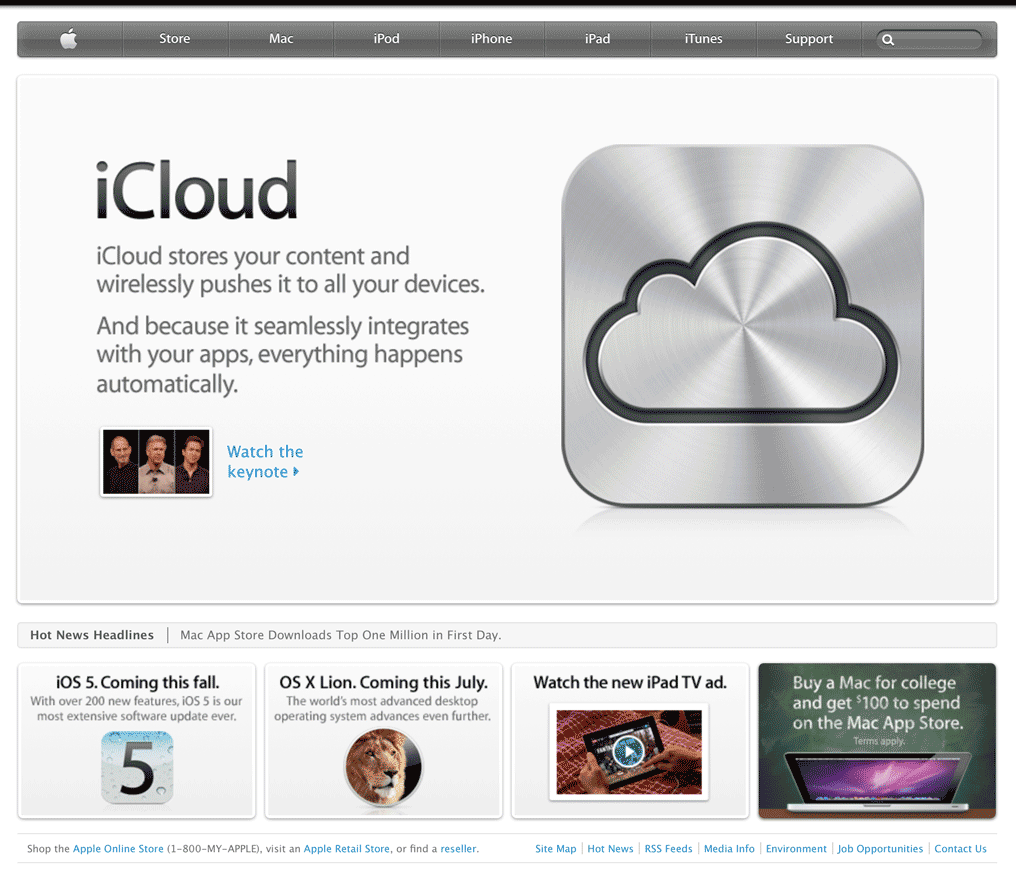 Store Mac iPod iPhone iPad iTunes Support
iCloud
iCloud stores your content and
wirelessly pushes it to all your devices.
And because it seamlessly integrates
with your apps, everything happens
automatically.
Watch the
keynote
Hot News Headlines Mac App Store Downloads Top One Million in First Day.
iOS 5. Coming this fall.
With over 200 new features, iOS 5 is our
most extensive software update ever.
5
OS X Lion. Coming this July.
The world's most advanced desktop
operating system advances even further.
Watch the new iPad TV ad.
Buy a Mac for college
and get $100 to spend
on the Mac App Store.
Terms apply.
Shop the Apple Online Store (1-800-MY-APPLE), visit an Apple Retail Store, or find a reseller.
Site Map | Hot News | RSS Feeds | Media Info | Environment | Job Opportunities | Contact Us